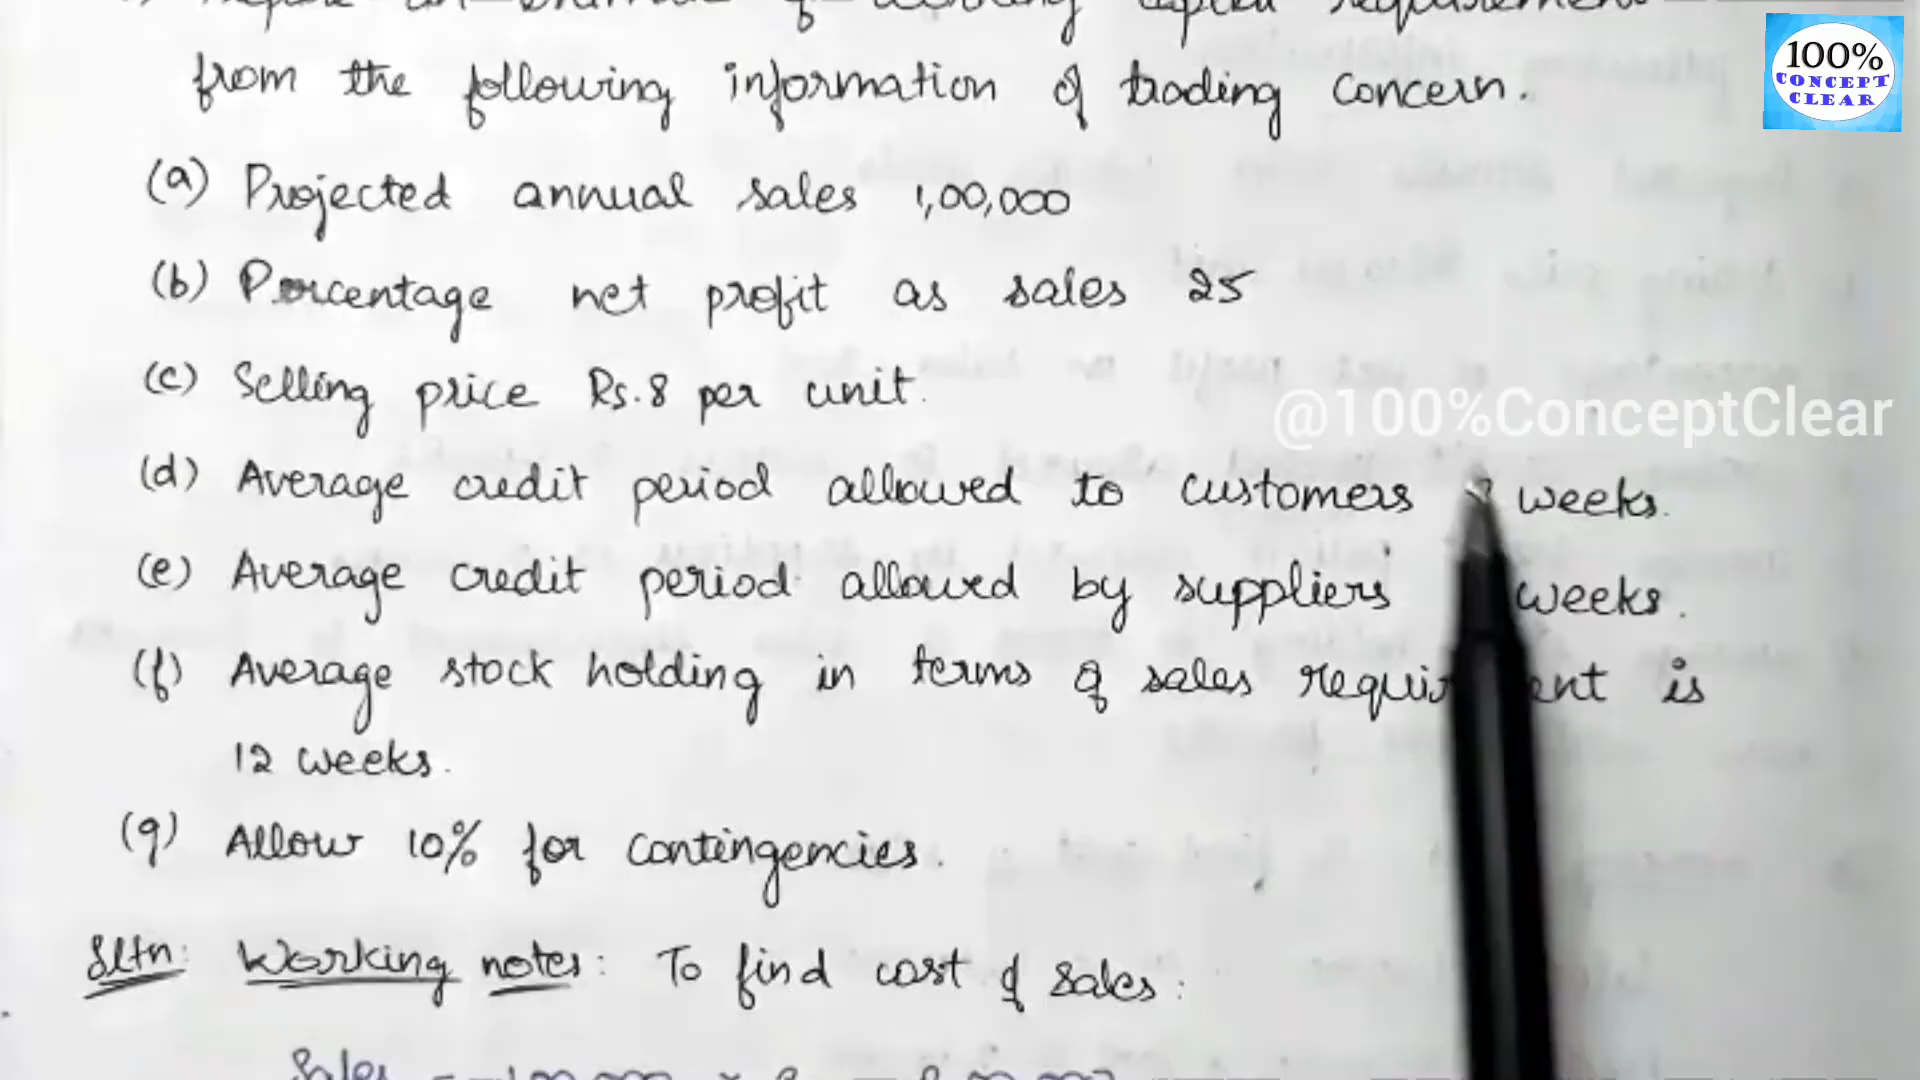 from the following information of trading concern.
(a) Projected annual sales 1,00,000
(b) Percentage net profit as sales 25
(c) Selling price Rs.8 per unit.
(d) Average credit period allowed to customers weeks.
(e) Average credit period allowed by suppliers weeks.
(f) Average stock holding in terms of sales is
12 weeks.
(g) Allow 10% for contingencies.
Sltn: Working notes: To find cost of sales:
Sales
100%
CONCEPT
CLEAR
@100%ConceptClear